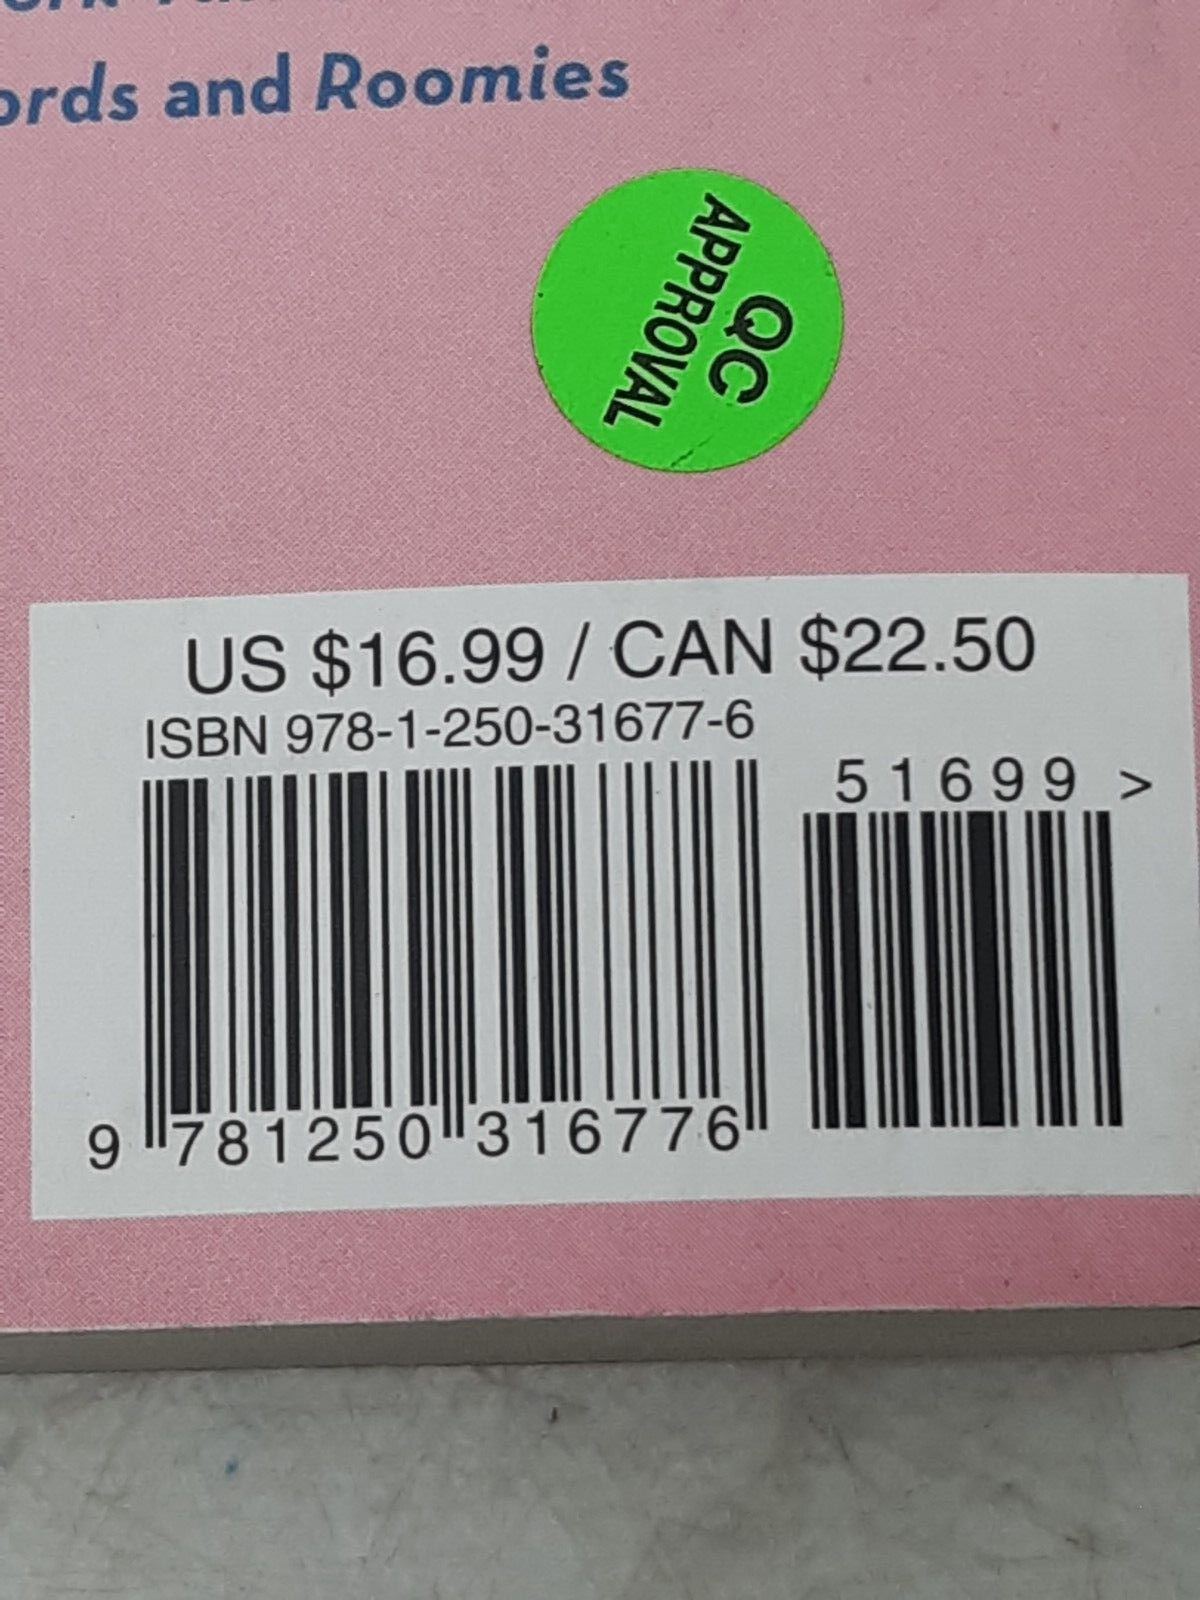 ords and Roomies
QC
APPROVAL
US $16.99 / CAN $22.50
ISBN 978-1-250-31677-6
51699 >
9 781250 316776